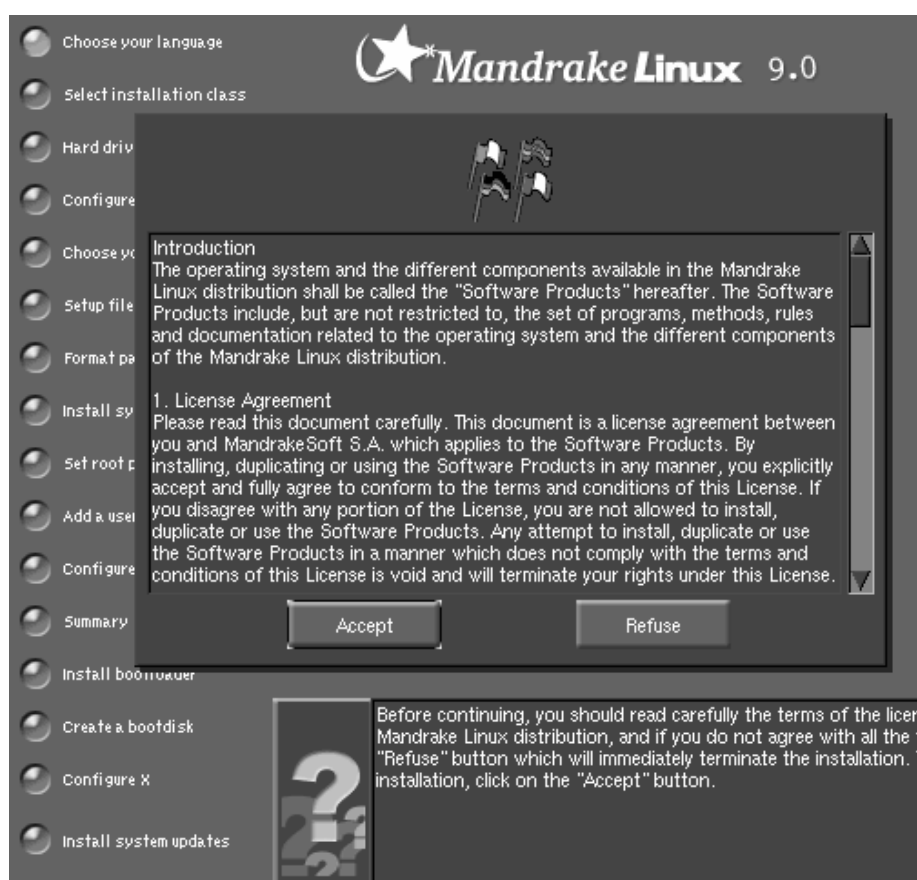 Choose your language
Mandrake Linux 9.0
Select installation class
Hard driv
Configure
Choose yo
Setup file
Format pa
Install sy
Set root p
Add a user
Configure
Summary
Install bootloader
Create a bootdisk
Configure X
Install system updates
Introduction
The operating system and the different components available in the Mandrake
Linux distribution shall be called the "Software Products" hereafter. The Software
Products include, but are not restricted to, the set of programs, methods, rules
and documentation related to the operating system and the different components
of the Mandrake Linux distribution.
1. License Agreement
Please read this document carefully. This document is a license agreement between
you and MandrakeSoft S.A. which applies to the Software Products. By
installing, duplicating or using the Software Products in any manner, you explicitly
accept and fully agree to conform to the terms and conditions of this License. If
you disagree with any portion of the License, you are not allowed to install,
duplicate or use the Software Products. Any attempt to install, duplicate or use
the Software Products in a manner which does not comply with the terms and
conditions of this License is void and will terminate your rights under this License.
Accept
Refuse
Before continuing, you should read carefully the terms of the licen
Mandrake Linux distribution, and if you do not agree with all the
"Refuse" button which will immediately terminate the installation.
installation, click on the "Accept" button.